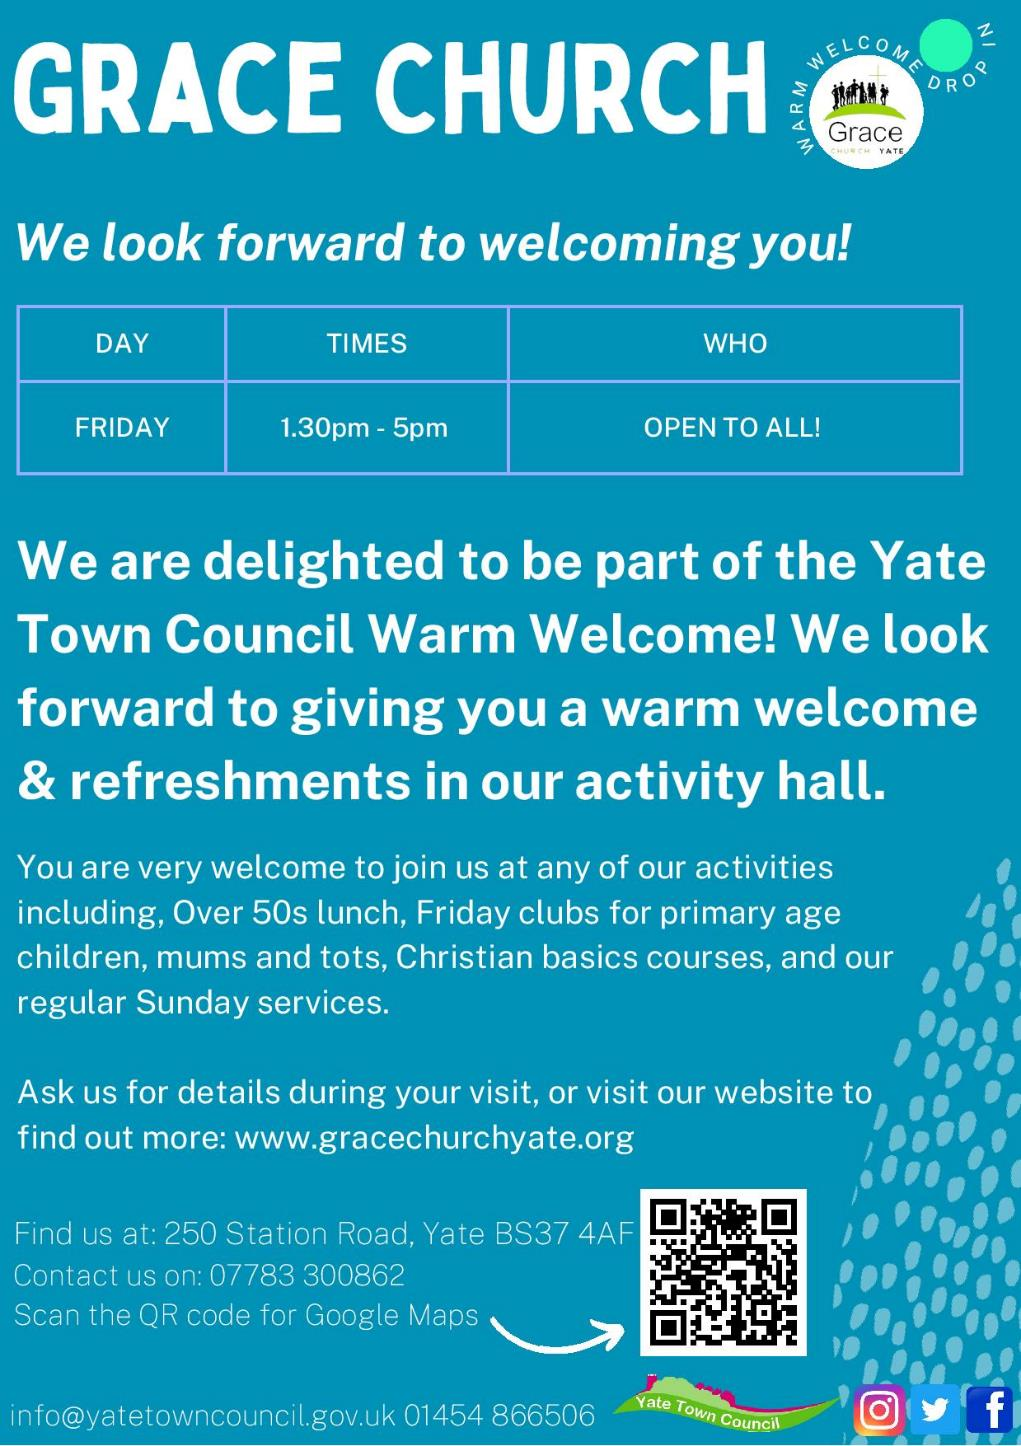 GRACE CHURCH
WARM WELCOME DROP IN
Grace
CHURCH YATE
We look forward to welcoming you!
DAY TIMES WHO
FRIDAY 1.30pm - 5pm OPEN TO ALL!
We are delighted to be part of the Yate
Town Council Warm Welcome! We look
forward to giving you a warm welcome
& refreshments in our activity hall.
You are very welcome to join us at any of our activities
including, Over 50s lunch, Friday clubs for primary age
children, mums and tots, Christian basics courses, and our
regular Sunday services.
Ask us for details during your visit, or visit our website to
find out more: www.gracechurchyate.org
Find us at: 250 Station Road, Yate BS37 4AF
Contact us on: 07783 300862
Scan the QR code for Google Maps
info@yatetowncouncil.gov.uk 01454 866506
Yate Town Council